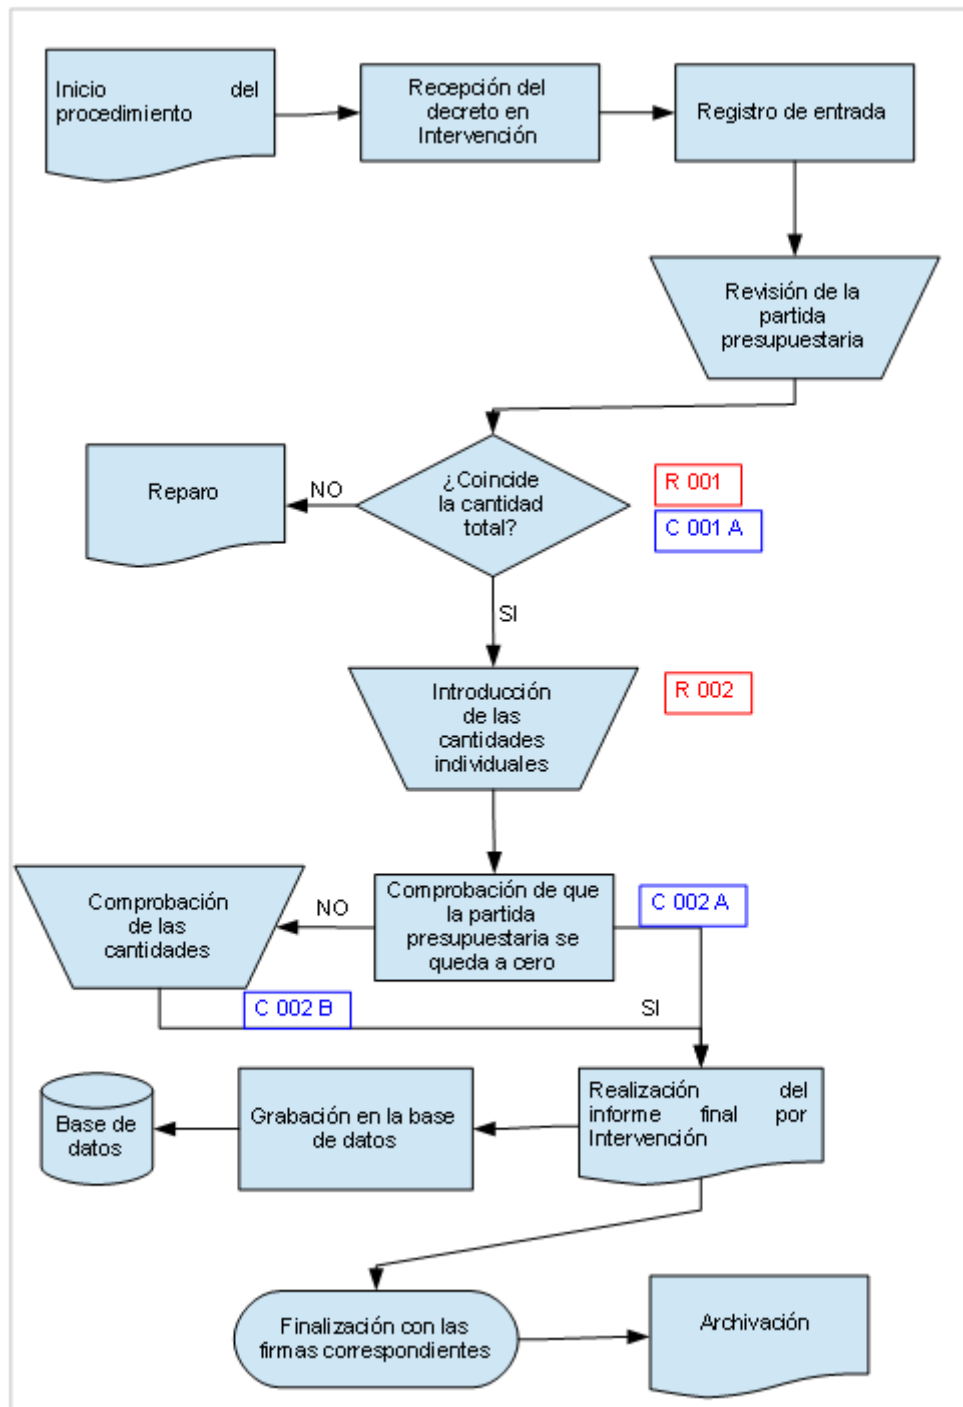 Inicio del
procedimiento
Recepción del
decreto en
Intervención
Registro de entrada
Revisión de la
partida
presupuestaria
¿Coincide
la cantidad
total?
NO
Reparo
R 001
C 001 A
SI
Introducción
de las
cantidades
individuales
R 002
Comprobación de que
la partida
presupuestaria se
queda a cero
C 002 A
NO
Comprobación
de las
cantidades
C 002 B
SI
Realización del
informe final por
Intervención
Grabación en la base
de datos
Base de
datos
Finalización con las
firmas correspondientes
Archivación